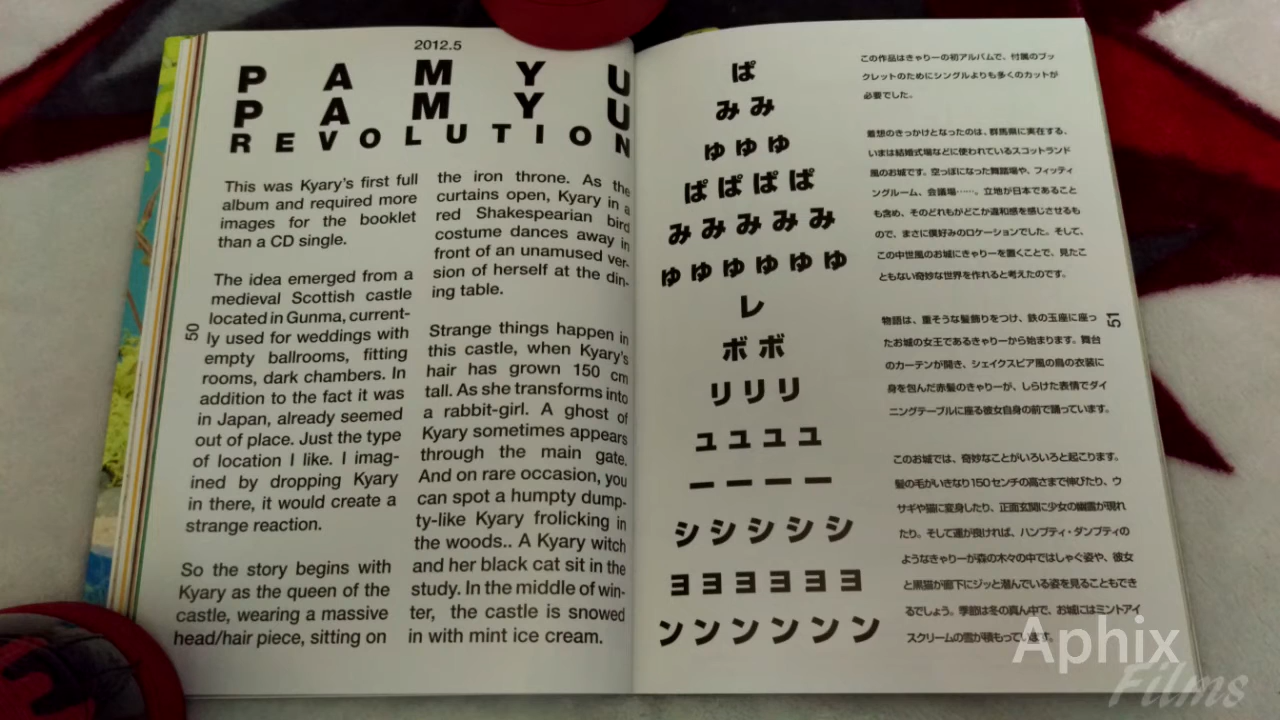 2012.5
PAMYU
PAMYU
REVOLUTION
This was Kyary's first full
album and required more
images for the booklet
than a CD single.
The idea emerged from a
medieval Scottish castle
located in Gunma, current-
ly used for weddings with
empty ballrooms, fitting
rooms, dark chambers. In
addition to the fact it was
in Japan, already seemed
out of place. Just the type
of location I like. I imag-
ined by dropping Kyary
in there, it would create a
strange reaction.
So the story begins with
Kyary as the queen of the
castle, wearing a massive
head/hair piece, sitting on
the iron throne. As the
curtains open, Kyary in a
red Shakespearian bird
costume dances away in
front of an unamused ver-
sion of herself at the din-
ing table.
Strange things happen in
this castle, when Kyary's
hair has grown 150 cm
tall. As she transforms into
a rabbit-girl. A ghost of
Kyary sometimes appears
through the main gate.
And on rare occasion, you
can spot a humpty dump-
ty-like Kyary frolicking in
the woods.. A Kyary witch
and her black cat sit in the
study. In the middle of win-
ter, the castle is snowed
in with mint ice cream.
50
ぱ
みみ
ゅゅゅ
ぱぱぱぱ
みみみみみ
ゅゅゅゅゅゅ
レ
ボボ
リリリ
ュュュュ
ーーーー
シシシシシ
ョョョョョョ
ンンンンンン
この作品はきゃりーの初アルバムで、付属のブッ
クレットのためにシングルよりも多くのカットが
必要でした。
着想のきっかけとなったのは、群馬県に実在する、
いまは結婚式場などに使われているスコットランド
風のお城です。空っぽになった舞踏場や、フィッティ
ングルーム、会議場……。立地が日本であること
も含め、そのどれもがどこか違和感を感じさせるも
ので、まさに僕好みのロケーションでした。そして、
この中世風のお城にきゃりーを置くことで、見たこ
ともない奇妙な世界を作れると考えたのです。
物語は、重そうな髪飾りをつけ、鉄の玉座に座っ
たお城の女王であるきゃりーから始まります。舞台
のカーテンが開き、シェイクスピア風の鳥の衣装に
身を包んだ赤髪のきゃりーが、しらけた表情でダイ
ニングテーブルに座る彼女自身の前で踊っています。
このお城では、奇妙なことがいろいろと起こります。
髪の毛がいきなり150センチの高さまで伸びたり、ウ
サギや猫に変身したり、正面玄関に少女の幽霊が現れ
たり。そして運が良ければ、ハンプティ・ダンプティの
ようなきゃりーが森の木々の中ではしゃぐ姿や、彼女
と黒猫が廊下にジッと潜んでいる姿を見ることもでき
るでしょう。季節は冬の真ん中で、お城にはミントアイ
スクリームの雪が積もっています。
51
Aphix
Films